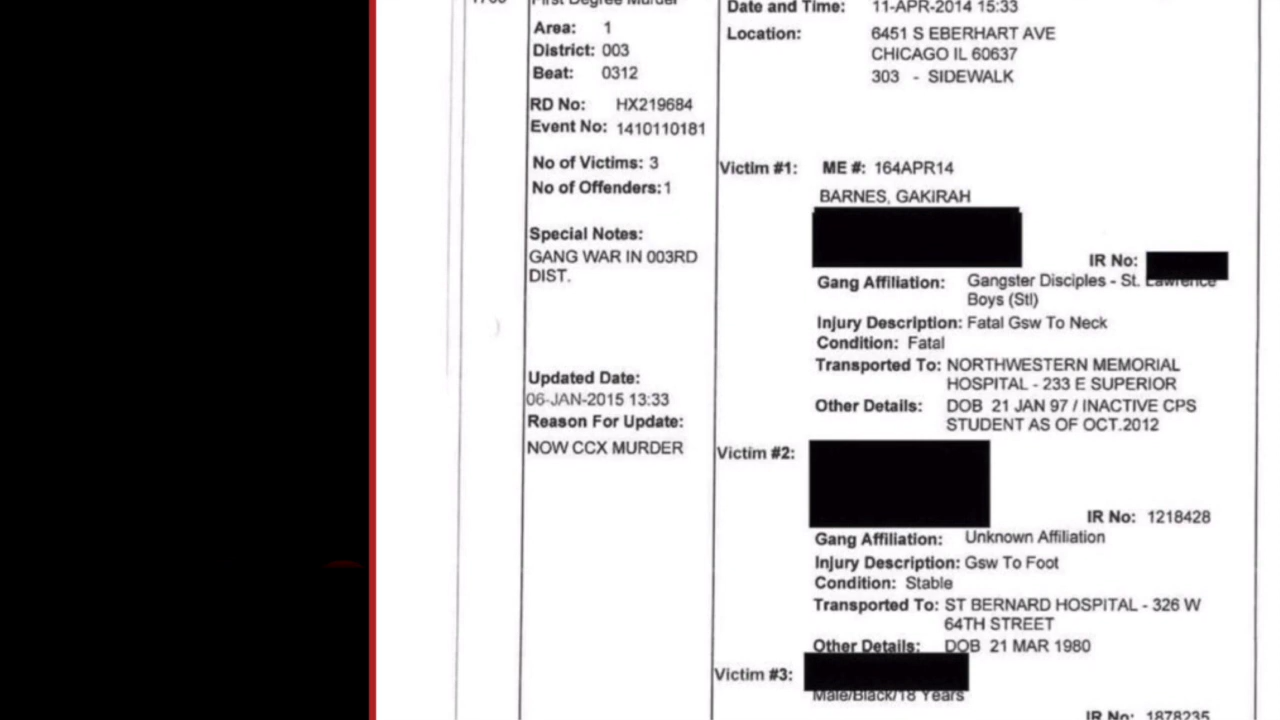 First Degree Murder
Area: 1
District: 003
Beat: 0312
RD No: HX219684
Event No: 1410110181
No of Victims: 3
No of Offenders: 1
Special Notes:
GANG WAR IN 003RD
DIST.
Updated Date:
06-JAN-2015 13:33
Reason For Update:
NOW CCX MURDER
Date and Time: 11-APR-2014 15:33
Location: 6451 S EBERHART AVE
CHICAGO IL 60637
303 - SIDEWALK
Victim #1: ME #: 164APR14
BARNES, GAKIRAH
IR No:
Gang Affiliation: Gangster Disciples - St. Lawrence
Boys (Stl)
Injury Description: Fatal Gsw To Neck
Condition: Fatal
Transported To: NORTHWESTERN MEMORIAL
HOSPITAL - 233 E SUPERIOR
Other Details: DOB 21 JAN 97 / INACTIVE CPS
STUDENT AS OF OCT.2012
Victim #2:
IR No: 1218428
Gang Affiliation: Unknown Affiliation
Injury Description: Gsw To Foot
Condition: Stable
Transported To: ST BERNARD HOSPITAL - 326 W
64TH STREET
Other Details: DOB 21 MAR 1980
Victim #3:
Male/Black/18 Years
IR No: 1878235